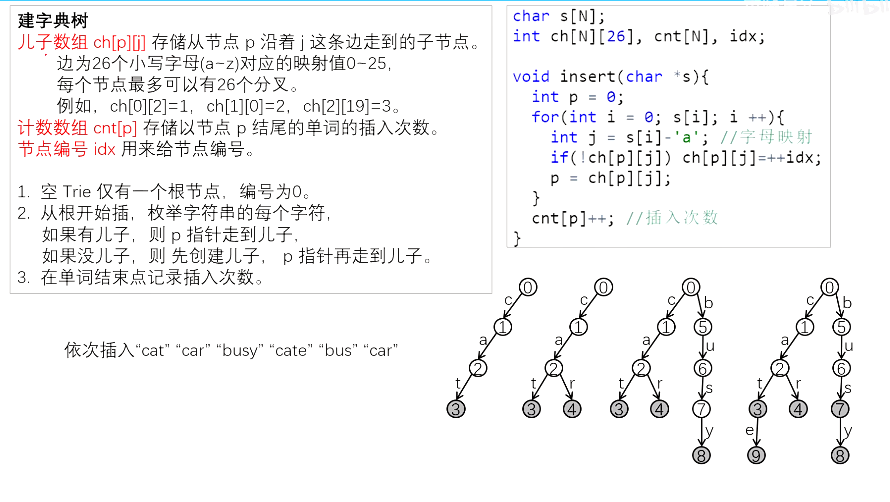 建字典树
儿子数组 ch[p][j] 存储从节点 p 沿着 j 这条边走到的子节点。
边为26个小写字母(a~z)对应的映射值0~25,
每个节点最多可以有26个分叉。
例如,ch[0][2]=1,ch[1][0]=2,ch[2][19]=3。
计数数组 cnt[p] 存储以节点 p 结尾的单词的插入次数。
节点编号 idx 用来给节点编号。
1. 空 Trie 仅有一个根节点,编号为0。
2. 从根开始插,枚举字符串的每个字符,
如果有儿子,则 p 指针走到儿子,
如果没儿子,则 先创建儿子, p 指针再走到儿子。
3. 在单词结束点记录插入次数。
char s[N];
int ch[N][26], cnt[N], idx;
void insert(char *s){
int p = 0;
for(int i = 0; s[i]; i ++){
int j = s[i]-'a'; //字母映射
if(!ch[p][j]) ch[p][j]=++idx;
p = ch[p][j];
}
cnt[p]++; //插入次数
}
依次插入“cat” “car” “busy” “cate” “bus” “car”
0
c
1
a
2
t
3
0
c
1
a
2
t r
3 4
0
c b
1 5
a u
2 6
t r s
3 4 7
y
8
0
c b
1 5
a u
2 6
t r s
3 4 7
e y
9 8